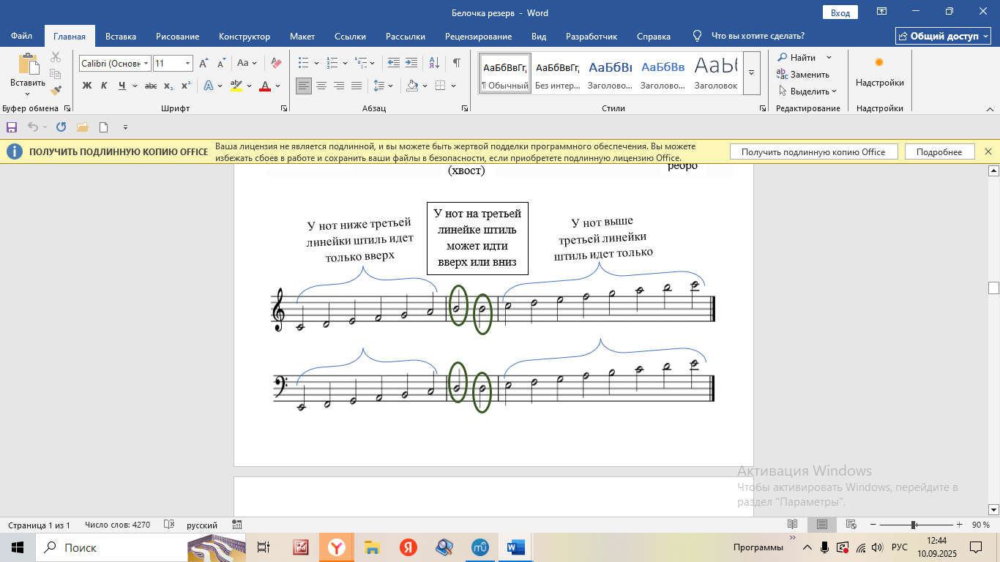 Белочка резерв - Word
Вход
Файл Главная Вставка Рисование Конструктор Макет Ссылки Рассылки Рецензирование Вид Разработчик Справка Что вы хотите сделать? Общий доступ
Вставить
Буфер обмена
Calibri (Основн 11 Aa
Ж К Ч abc x₂ x² A A
Шрифт
Абзац
АаБбВвГг, АаБбВвГг, АаБбВı АаБбВв АаБb
¶ Обычный Без интер... Заголово... Заголово... Заголовок
Стили
Найти
Заменить
Выделить
Редактирование
Настройки
Настройки
ПОЛУЧИТЬ ПОДЛИННУЮ КОПИЮ OFFICE
Ваша лицензия не является подлинной, и вы можете быть жертвой подделки программного обеспечения. Вы можете
избежать сбоев в работе и сохранить ваши файлы в безопасности, если приобретете подлинную лицензию Office.
Получить подлинную копию Office
Подробнее
(хвост)
ребро
У нот ниже третьей
линейки штиль идет
только вверх
У нот на третьей
линейке штиль
может идти
вверх или вниз
У нот выше
третьей линейки
штиль идет только
Активация Windows
Чтобы активировать Windows, перейдите в
раздел "Параметры".
Страница 1 из 1 Число слов: 4270 русский 90 %
Поиск
Программы
РУС
12:44
10.09.2025